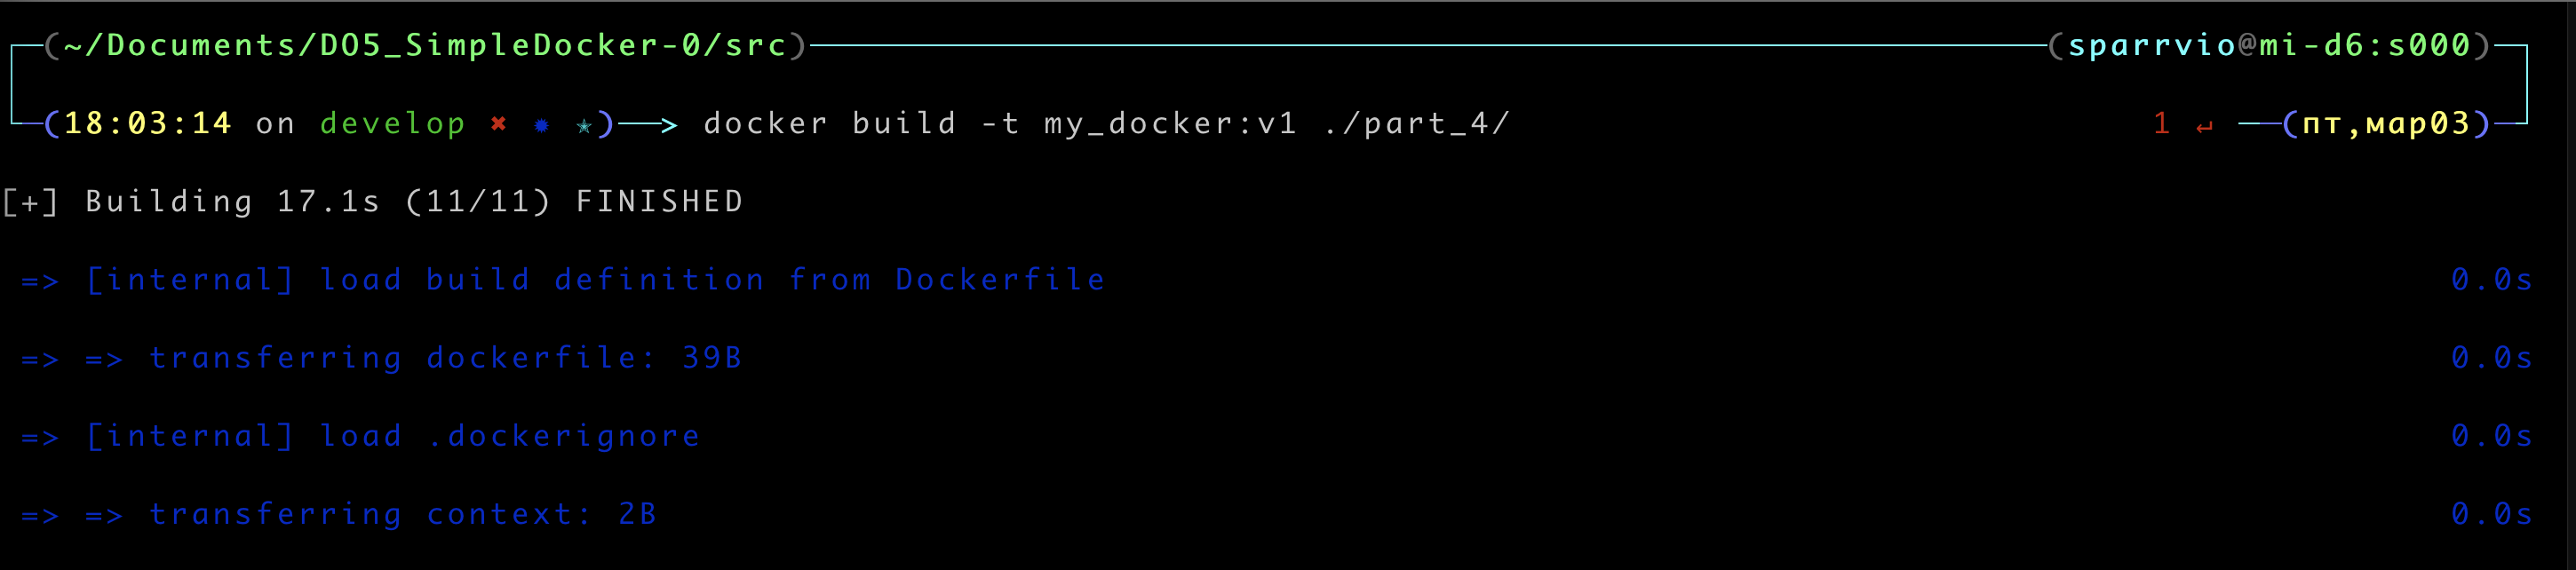 (~/Documents/DO5_SimpleDocker-0/src) (sparrvio@mi-d6:s000)
(18:03:14 on develop ✖ ✹ ✭)──> docker build -t my_docker:v1 ./part_4/ 1 ↵ ──(пт,мар03)
[+] Building 17.1s (11/11) FINISHED
=> [internal] load build definition from Dockerfile 0.0s
=> => transferring dockerfile: 39B 0.0s
=> [internal] load .dockerignore 0.0s
=> => transferring context: 2B 0.0s